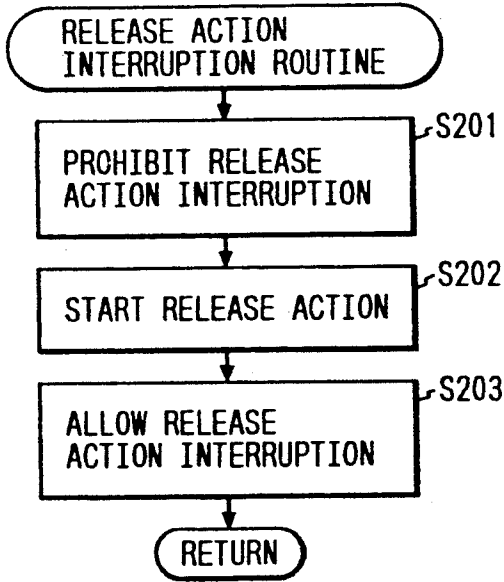 RELEASE ACTION
INTERRUPTION ROUTINE
S201
PROHIBIT RELEASE
ACTION INTERRUPTION
S202
START RELEASE ACTION
S203
ALLOW RELEASE
ACTION INTERRUPTION
RETURN